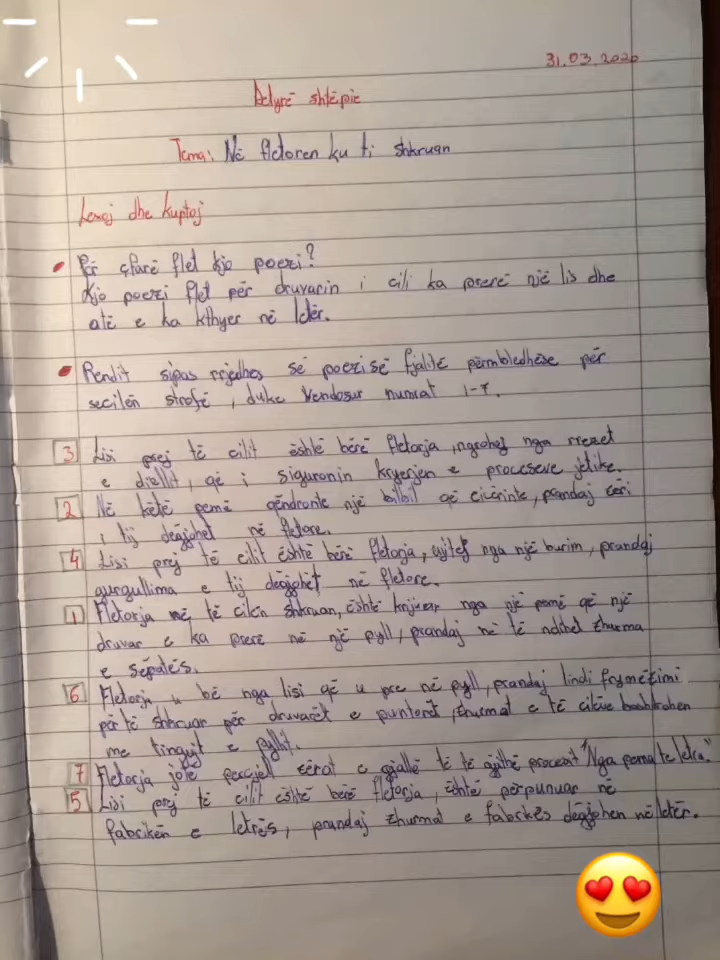 31.03.2020
Detyrë shtëpie
Tema: Në fletoren ku ti shkruan
Lexoj dhe kuptoj
Për çfarë flet kjo poezi?
Kjo poezi flet për druvarin i cili ka prerë një lis dhe
atë e ka kthyer në letër.
Rendit sipas rrjedhes së poezisë fjalitë përmbledhëse për
secilën strofë, duke vendosur numrat 1-7.
3 Lisi prej të cilit është bërë fletorja, ngrohej nga rrezet
e diellit, që i siguronin kryerjen e proceseve jetike.
2 Në këtë pemë qëndronte një bilbil që cicërinte, prandaj zëri
i tij dëgjohet në fletore.
4 Lisi prej të cilit është bërë fletorja, ujitej nga një burim, prandaj
gurgullima e tij dëgjohet në fletore.
1 Fletorja në të cilën shkruan, është krijuar nga një pemë që një
druvar e ka prerë në një pyll, prandaj në të ndihet zhurma
e sëpatës.
6 Fletorja u bë nga lisi që u pre në pyll, prandaj lindi frymëzimi
për të shkruar për druvarët e puntorët, zhurmat e të cilëve bashkohen
me tingujt e pyllit.
7 Fletorja jote përcjell zërat e gjallë të të gjithë procesit "Nga pema te letra."
5 Lisi prej të cilit është bërë fletorja, është përpunuar në
fabrikën e letrës, prandaj zhurmat e fabrikës dëgjohen në letër.